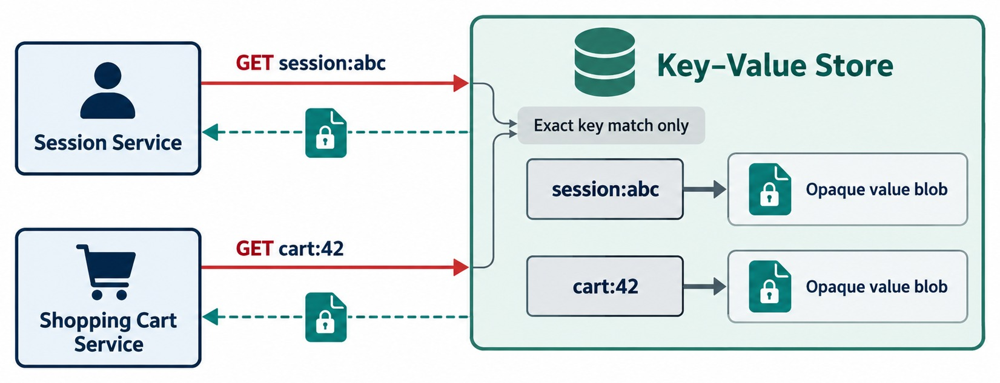 GET session:abc
Session Service
Key–Value Store
Exact key match only
session:abc
Opaque value blob
GET cart:42
Shopping Cart
Service
cart:42
Opaque value blob